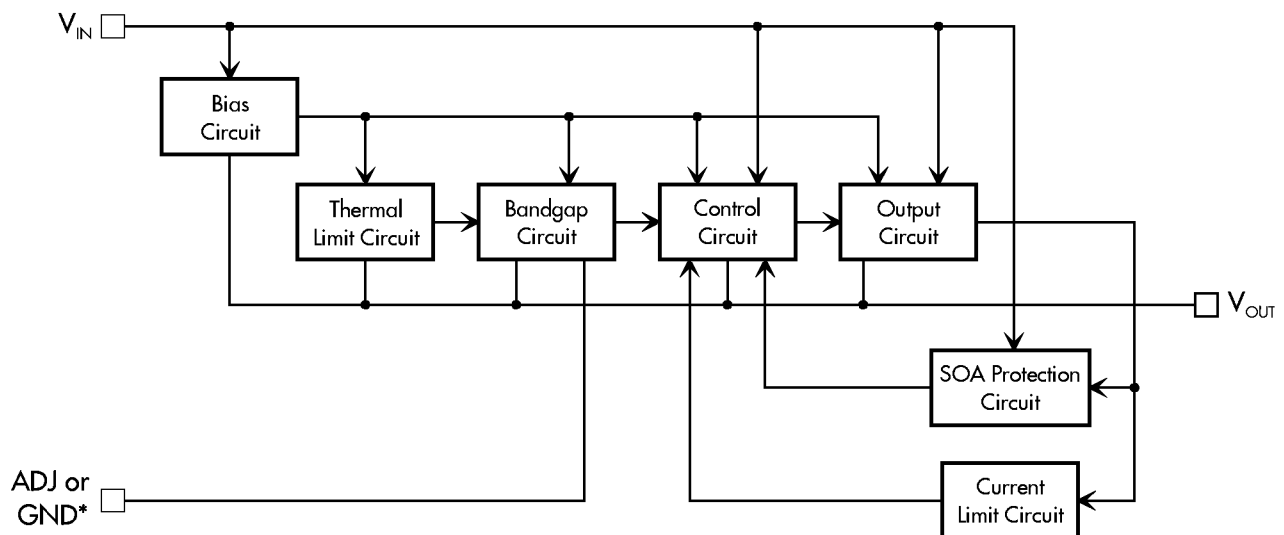 VIN
Bias
Circuit
Thermal
Limit Circuit
Bandgap
Circuit
Control
Circuit
Output
Circuit
VOUT
SOA Protection
Circuit
ADJ or
GND*
Current
Limit Circuit